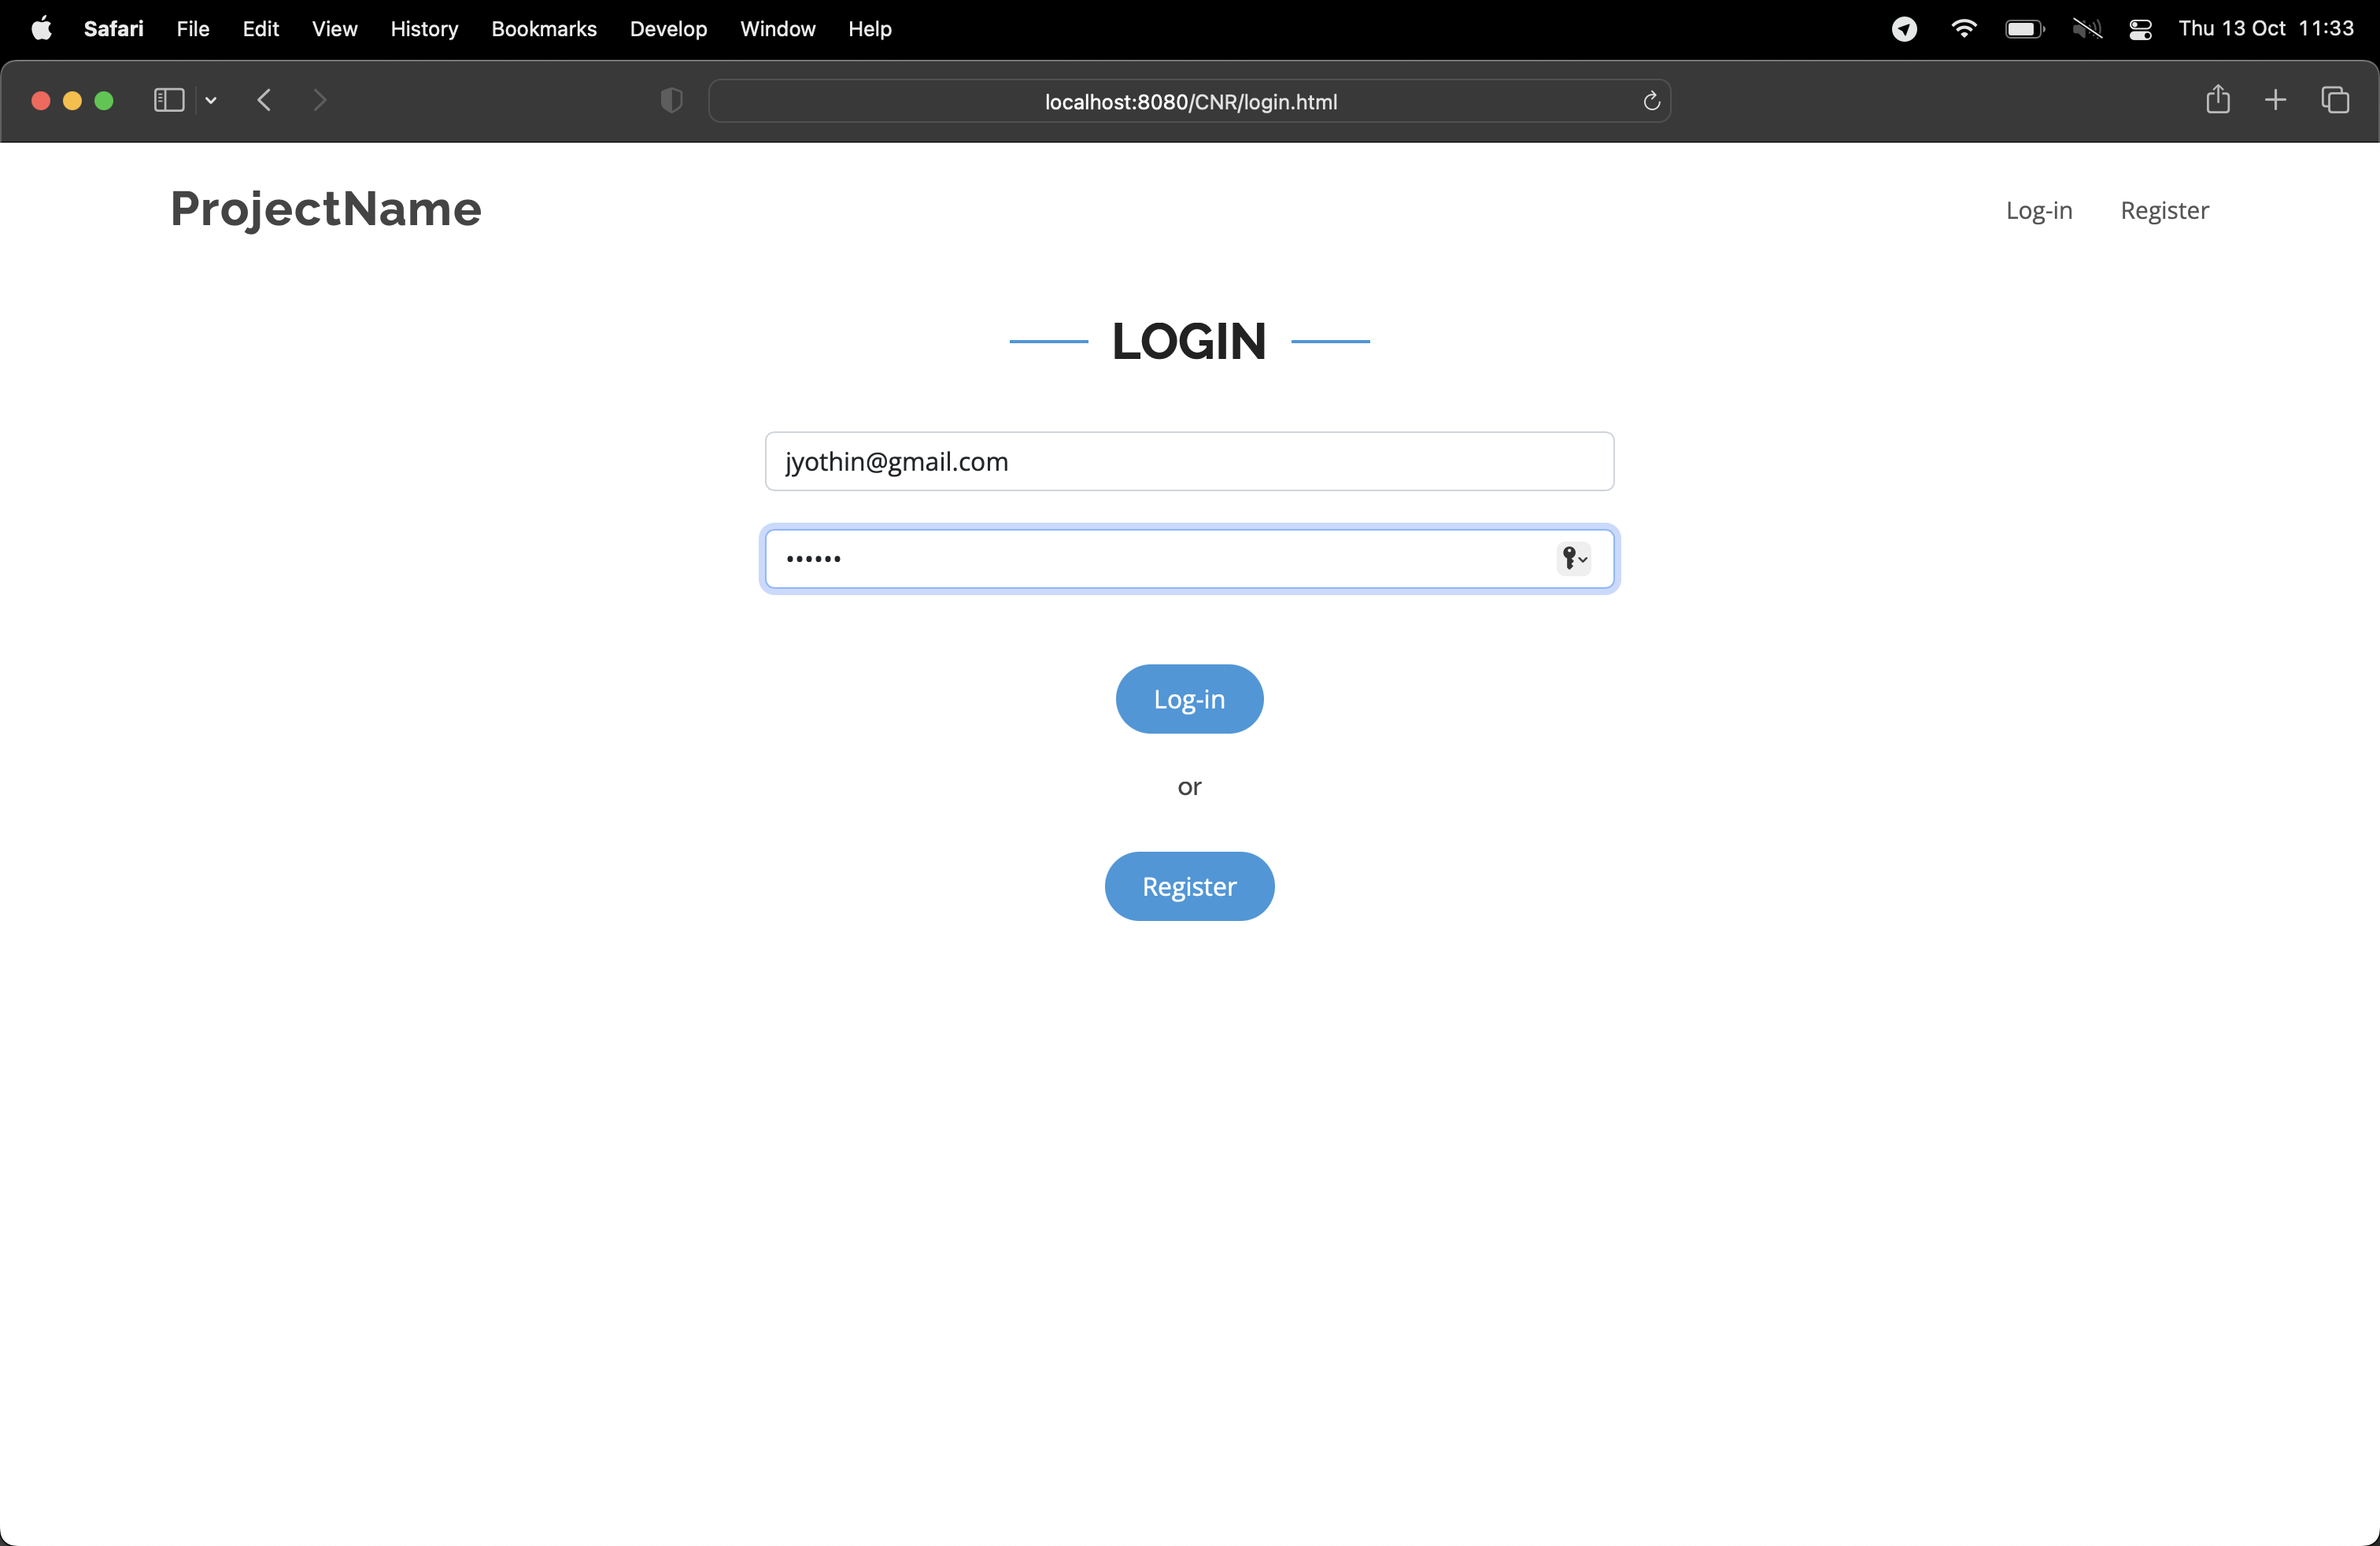 Safari File Edit View History Bookmarks Develop Window Help Thu 13 Oct 11:33
localhost:8080/CNR/login.html
ProjectName Log-in Register
LOGIN
jyothin@gmail.com
••••••
Log-in
or
Register